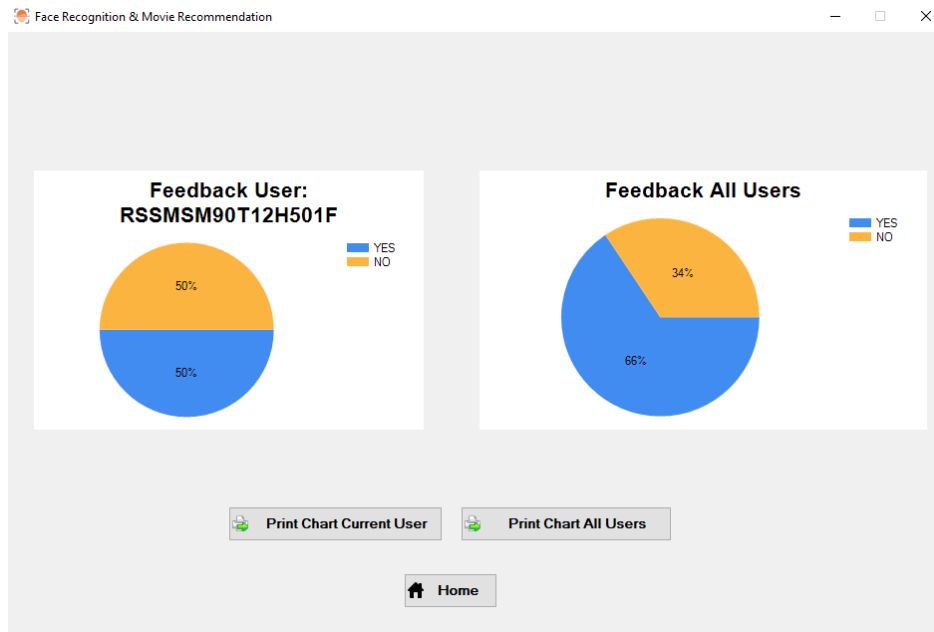 Face Recognition & Movie Recommendation
Feedback User:
RSSMSM90T12H501F
YES
NO
50%
50%
Feedback All Users
YES
NO
34%
66%
Print Chart Current User
Print Chart All Users
Home